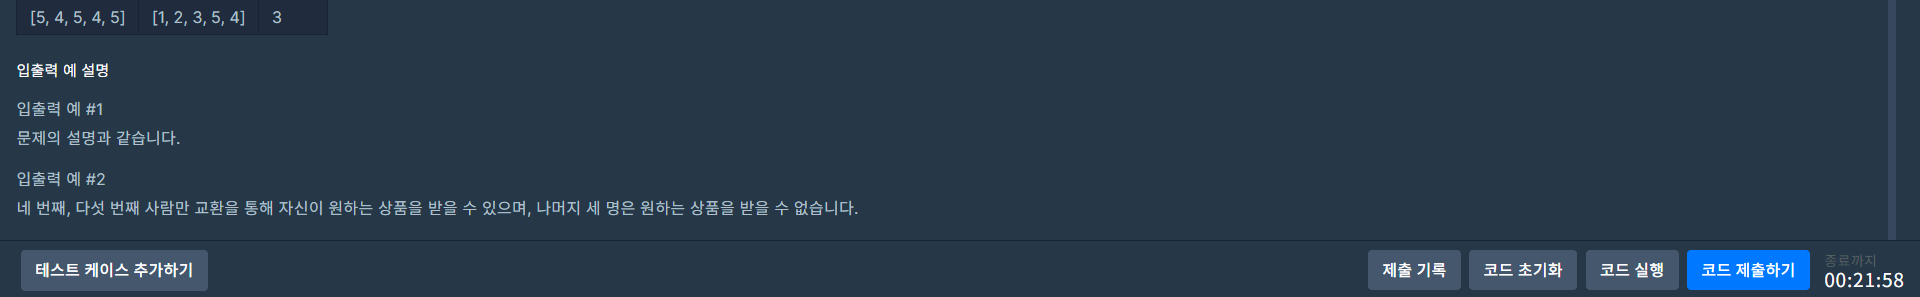 [5, 4, 5, 4, 5] [1, 2, 3, 5, 4] 3
입출력 예 설명
입출력 예 #1
문제의 설명과 같습니다.
입출력 예 #2
네 번째, 다섯 번째 사람만 교환을 통해 자신이 원하는 상품을 받을 수 있으며, 나머지 세 명은 원하는 상품을 받을 수 없습니다.
테스트 케이스 추가하기 제출 기록 코드 초기화 코드 실행 코드 제출하기 종료까지
00:21:58